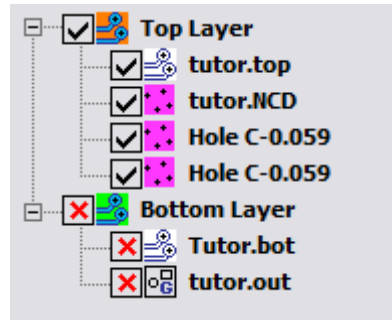 Top Layer
tutor.top
tutor.NCD
Hole C-0.059
Hole C-0.059
Bottom Layer
Tutor.bot
tutor.out